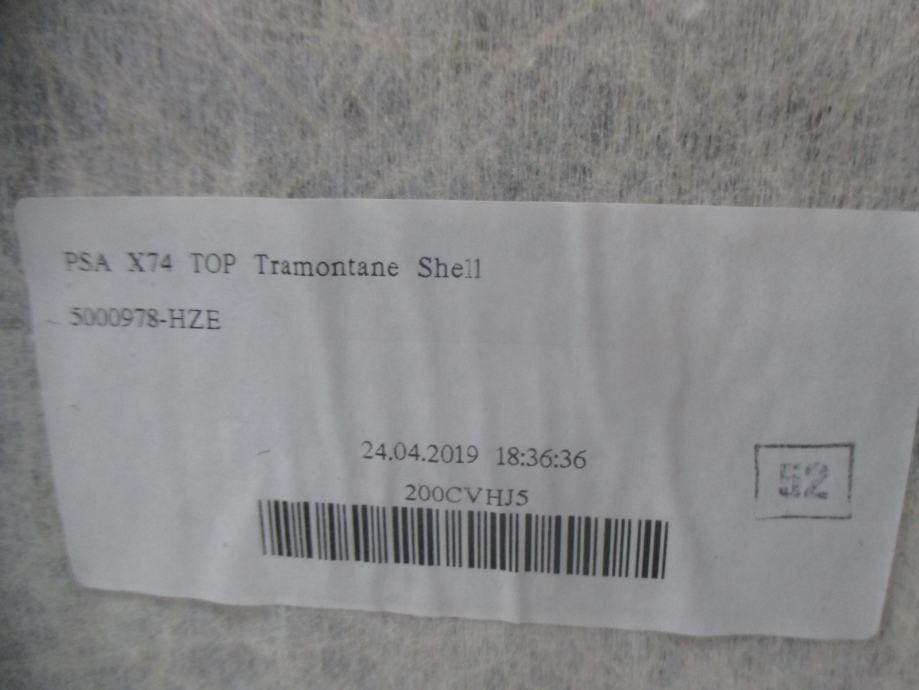 PSA X74 TOP Tramontane Shell
5000978-HZE
24.04.2019 18:36:36
200CVHJ5
52